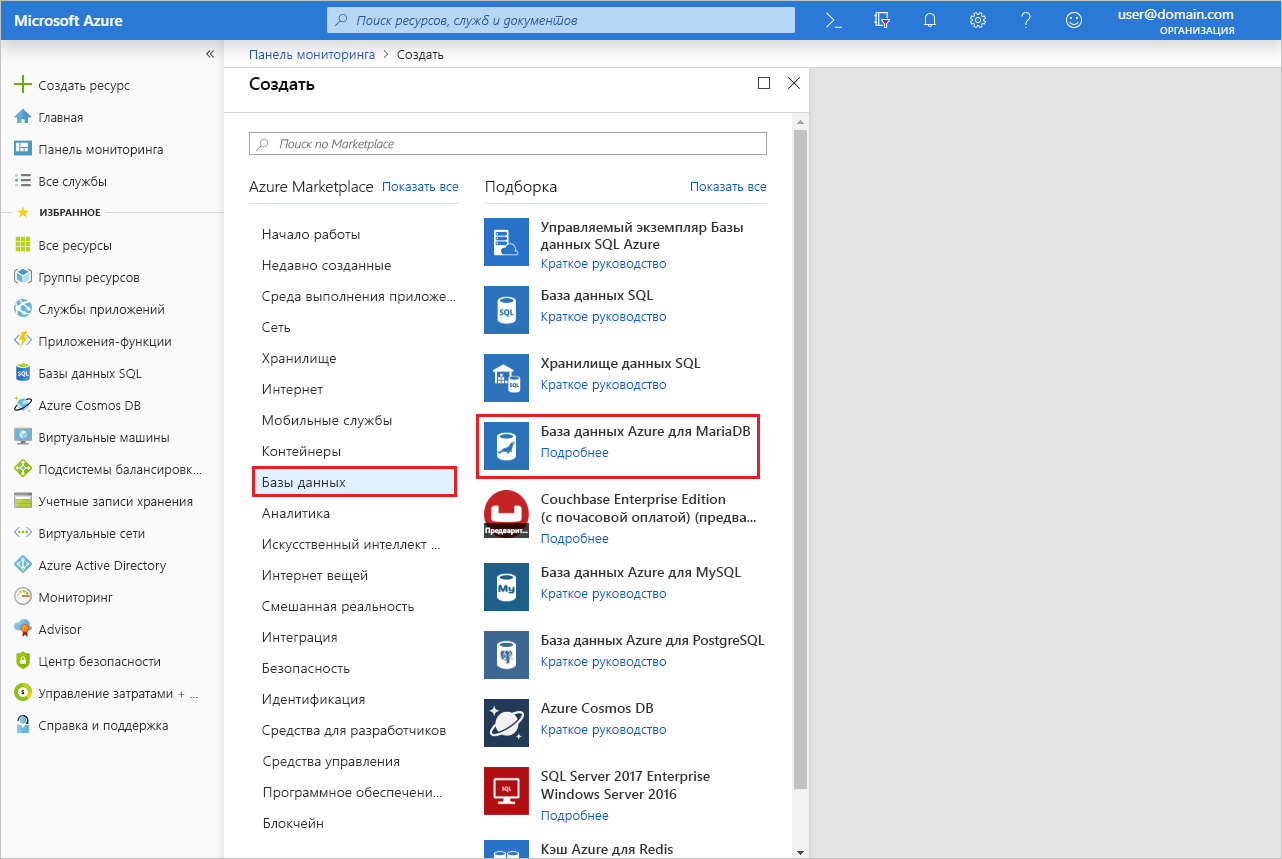 Microsoft Azure
Поиск ресурсов, служб и документов
user@domain.com
ОРГАНИЗАЦИЯ
«
Создать ресурс
Главная
Панель мониторинга
Все службы
ИЗБРАННОЕ
Все ресурсы
Группы ресурсов
Службы приложений
Приложения-функции
Базы данных SQL
Azure Cosmos DB
Виртуальные машины
Подсистемы балансировк...
Учетные записи хранения
Виртуальные сети
Azure Active Directory
Мониторинг
Advisor
Центр безопасности
Управление затратами + ...
Справка и поддержка
Панель мониторинга > Создать
Создать
Поиск по Marketplace
Azure Marketplace Показать все
Начало работы
Недавно созданные
Среда выполнения приложе...
Сеть
Хранилище
Интернет
Мобильные службы
Контейнеры
Базы данных
Аналитика
Искусственный интеллект ...
Интернет вещей
Смешанная реальность
Интеграция
Безопасность
Идентификация
Средства для разработчиков
Средства управления
Программное обеспечени...
Блокчейн
Подборка Показать все
Управляемый экземпляр Базы
данных SQL Azure
Краткое руководство
SQL
База данных SQL
Краткое руководство
SQL
Хранилище данных SQL
Краткое руководство
База данных Azure для MariaDB
Подробнее
Предварит...
Couchbase Enterprise Edition
(с почасовой оплатой) (предва...
Подробнее
My
База данных Azure для MySQL
Краткое руководство
База данных Azure для PostgreSQL
Краткое руководство
Azure Cosmos DB
Краткое руководство
SQL
SQL Server 2017 Enterprise
Windows Server 2016
Подробнее
Кэш Azure для Redis